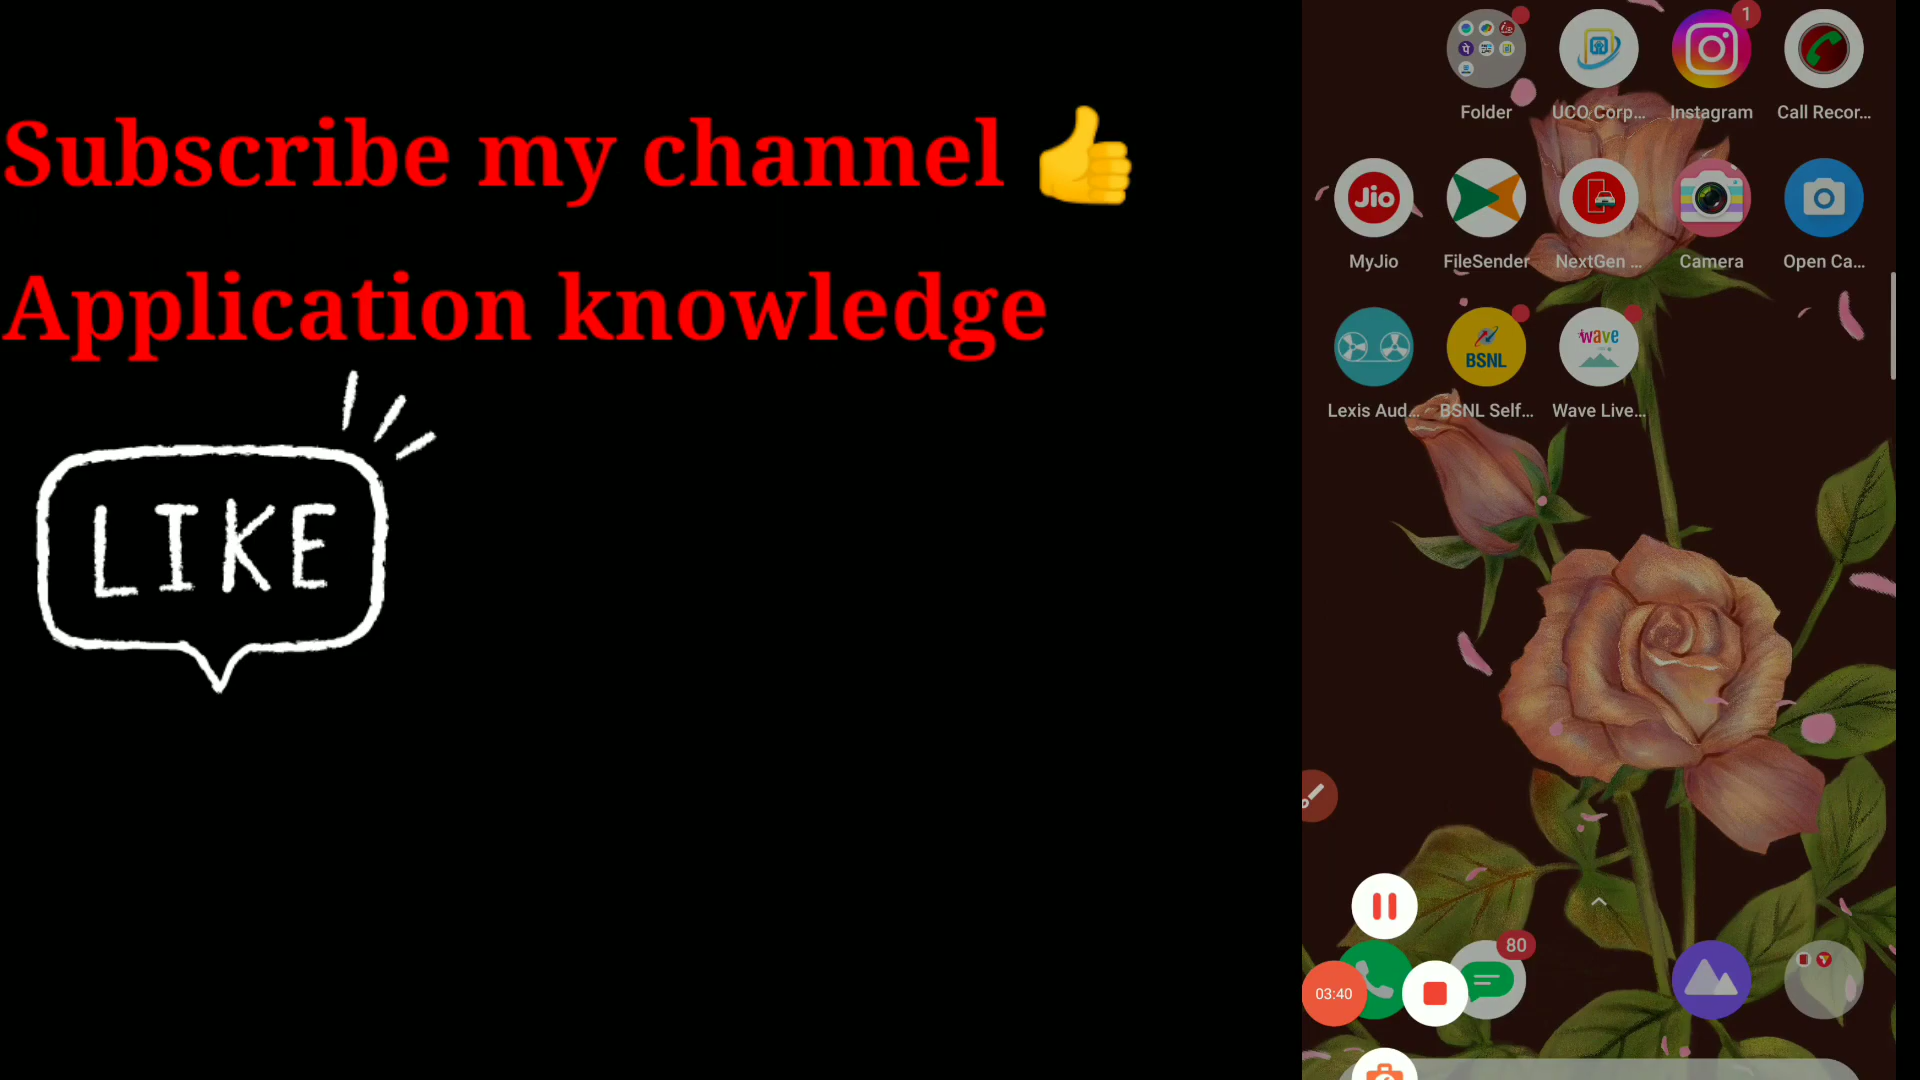 Subscribe my channel 👍
Application knowledge
LIKE
1
Folder UCO Corp... Instagram Call Recor...
Jio
MyJio FileSender NextGen ... Camera Open Ca...
BSNL wave
Lexis Aud... BSNL Self... Wave Live...
80
03:40